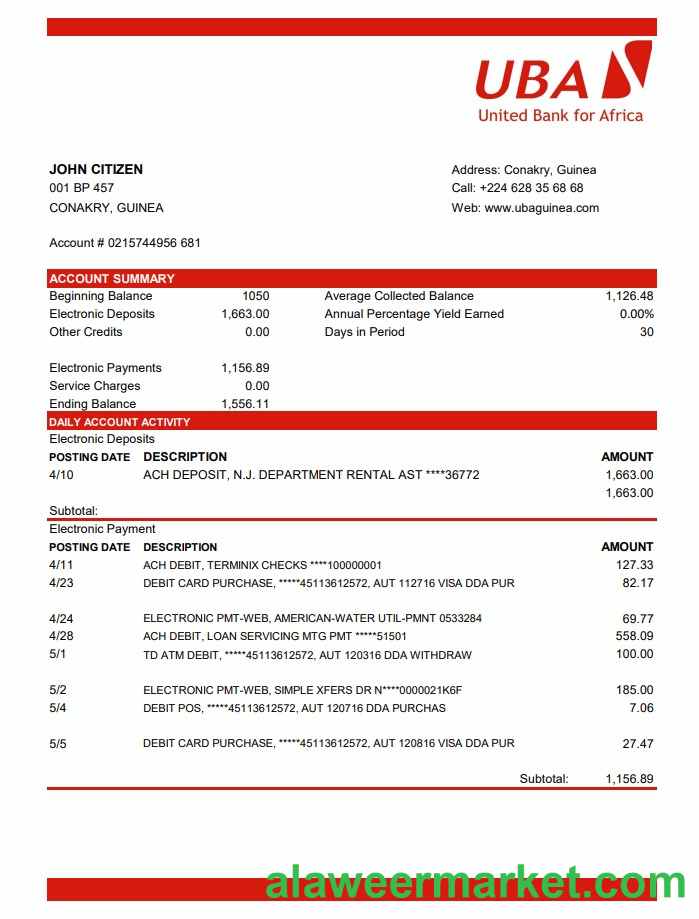 UBA
United Bank for Africa
JOHN CITIZEN
001 BP 457
CONAKRY, GUINEA
Address: Conakry, Guinea
Call: +224 628 35 68 68
Web: www.ubaguinea.com
Account # 0215744956 681
ACCOUNT SUMMARY
Beginning Balance 1050 Average Collected Balance 1,126.48
Electronic Deposits 1,663.00 Annual Percentage Yield Earned 0.00%
Other Credits 0.00 Days in Period 30
Electronic Payments 1,156.89
Service Charges 0.00
Ending Balance 1,556.11
DAILY ACCOUNT ACTIVITY
Electronic Deposits
POSTING DATE DESCRIPTION AMOUNT
4/10 ACH DEPOSIT, N.J. DEPARTMENT RENTAL AST ****36772 1,663.00
1,663.00
Subtotal:
Electronic Payment
POSTING DATE DESCRIPTION AMOUNT
4/11 ACH DEBIT, TERMINIX CHECKS ****100000001 127.33
4/23 DEBIT CARD PURCHASE, *****45113612572, AUT 112716 VISA DDA PUR 82.17
4/24 ELECTRONIC PMT-WEB, AMERICAN-WATER UTIL-PMNT 0533284 69.77
4/28 ACH DEBIT, LOAN SERVICING MTG PMT *****51501 558.09
5/1 TD ATM DEBIT, *****45113612572, AUT 120316 DDA WITHDRAW 100.00
5/2 ELECTRONIC PMT-WEB, SIMPLE XFERS DR N****0000021K6F 185.00
5/4 DEBIT POS, *****45113612572, AUT 120716 DDA PURCHAS 7.06
5/5 DEBIT CARD PURCHASE, *****45113612572, AUT 120816 VISA DDA PUR 27.47
Subtotal: 1,156.89
alaweermarket.com